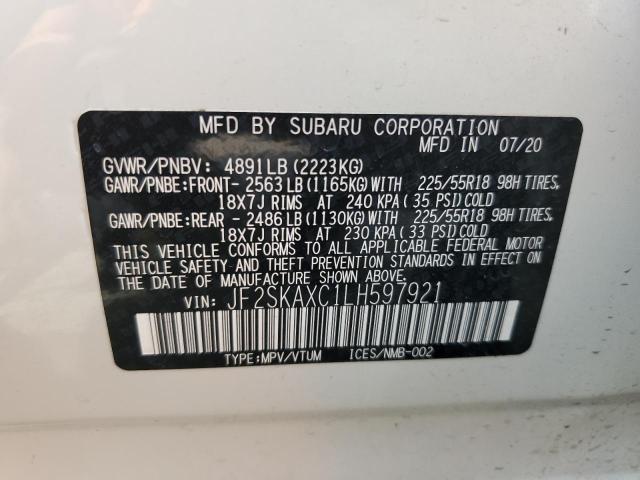 MFD BY SUBARU CORPORATION
MFD IN 07/20
GVWR/PNBV: 4891LB (2223KG)
GAWR/PNBE:FRONT- 2563LB (1165KG) WITH 225/55R18 98H TIRES,
18X7J RIMS AT 240 KPA ( 35 PSI) COLD
GAWR/PNBE:REAR - 2486LB (1130KG) WITH 225/55R18 98H TIRES,
18X7J RIMS AT 230 KPA ( 33 PSI) COLD
THIS VEHICLE CONFORMS TO ALL APPLICABLE FEDERAL MOTOR
VEHICLE SAFETY AND THEFT PREVENTION STANDARDS IN EFFECT ON
THE DATE OF MANUFACTURE SHOWN ABOVE.
VIN: JF2SKAXC1LH597921
TYPE:MPV/VTUM ICES/NMB-002